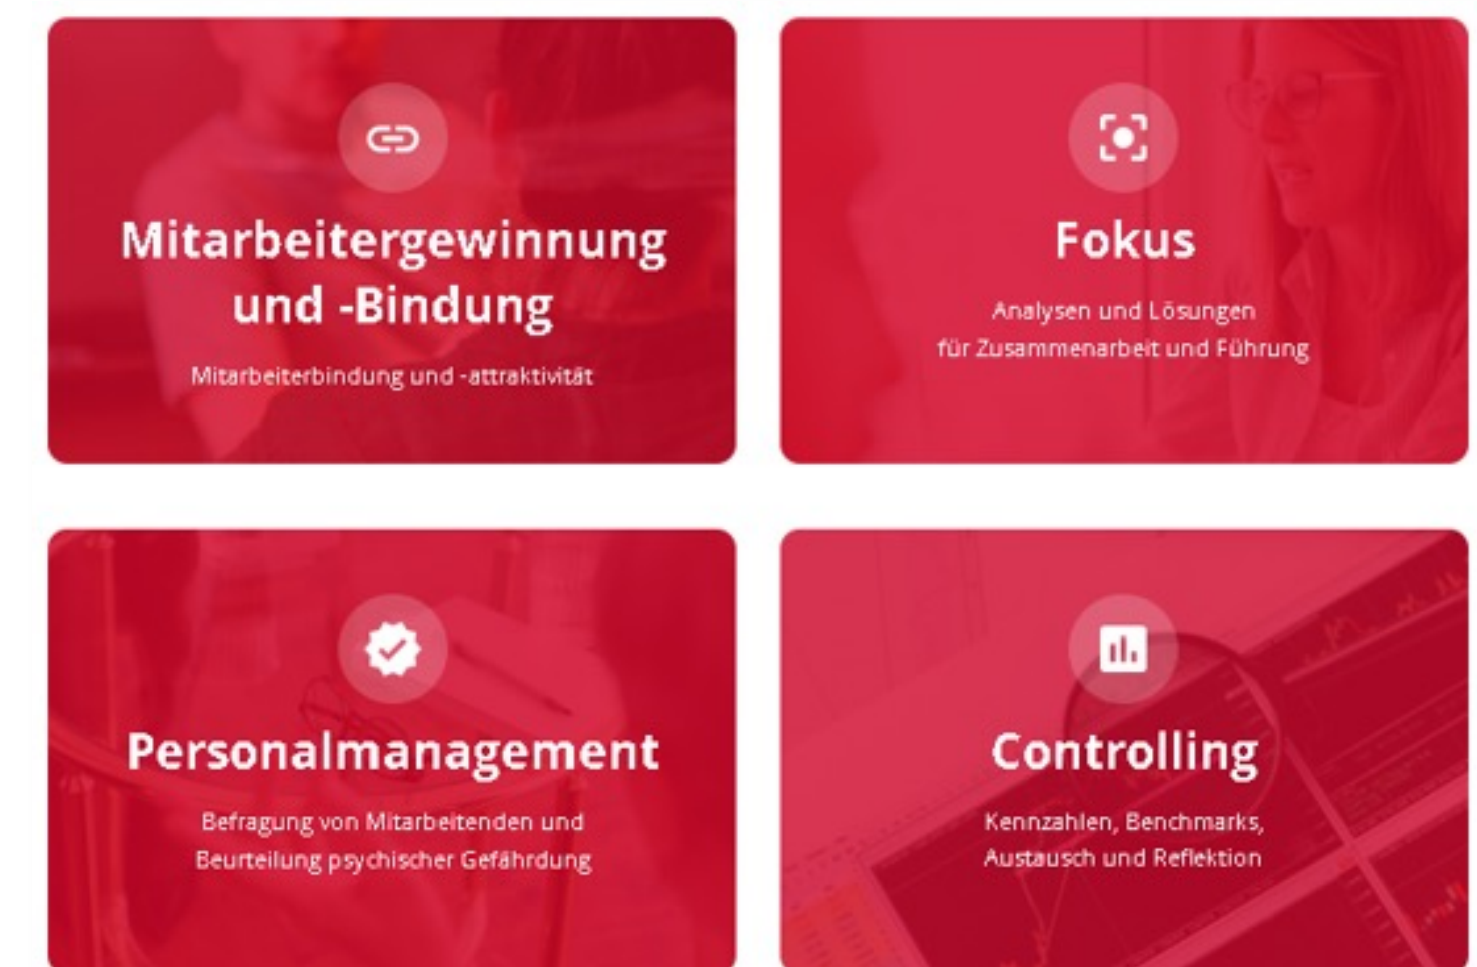 Mitarbeitergewinnung
und -Bindung
Mitarbeiterbindung und -attraktivität
Fokus
Analysen und Lösungen
für Zusammenarbeit und Führung
Personalmanagement
Befragung von Mitarbeitenden und
Beurteilung psychischer Gefährdung
Controlling
Kennzahlen, Benchmarks,
Austausch und Reflektion